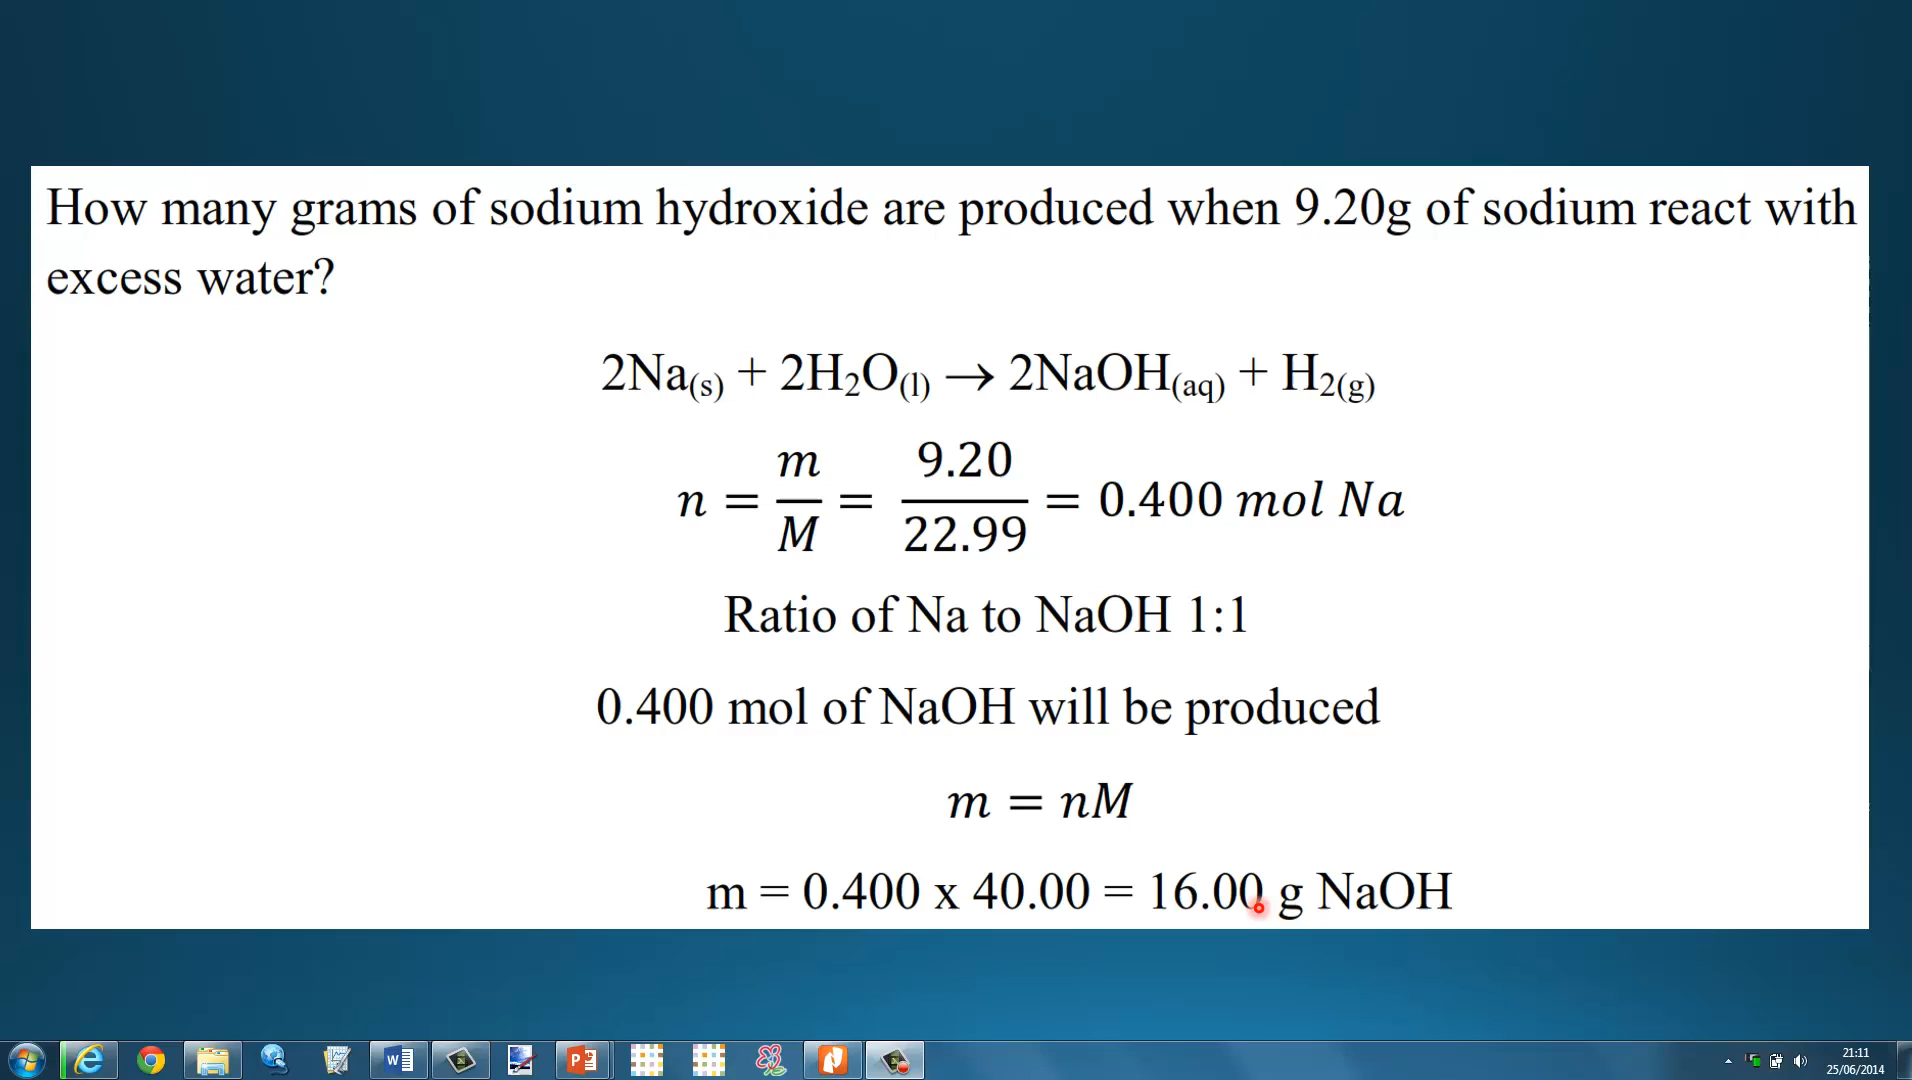 How many grams of sodium hydroxide are produced when 9.20g of sodium react with
excess water?
2Na(s) + 2H2O(l) → 2NaOH(aq) + H2(g)
n = m/M = 9.20/22.99 = 0.400 mol Na
Ratio of Na to NaOH 1:1
0.400 mol of NaOH will be produced
m = nM
m = 0.400 x 40.00 = 16.00 g NaOH
21:11
25/06/2014